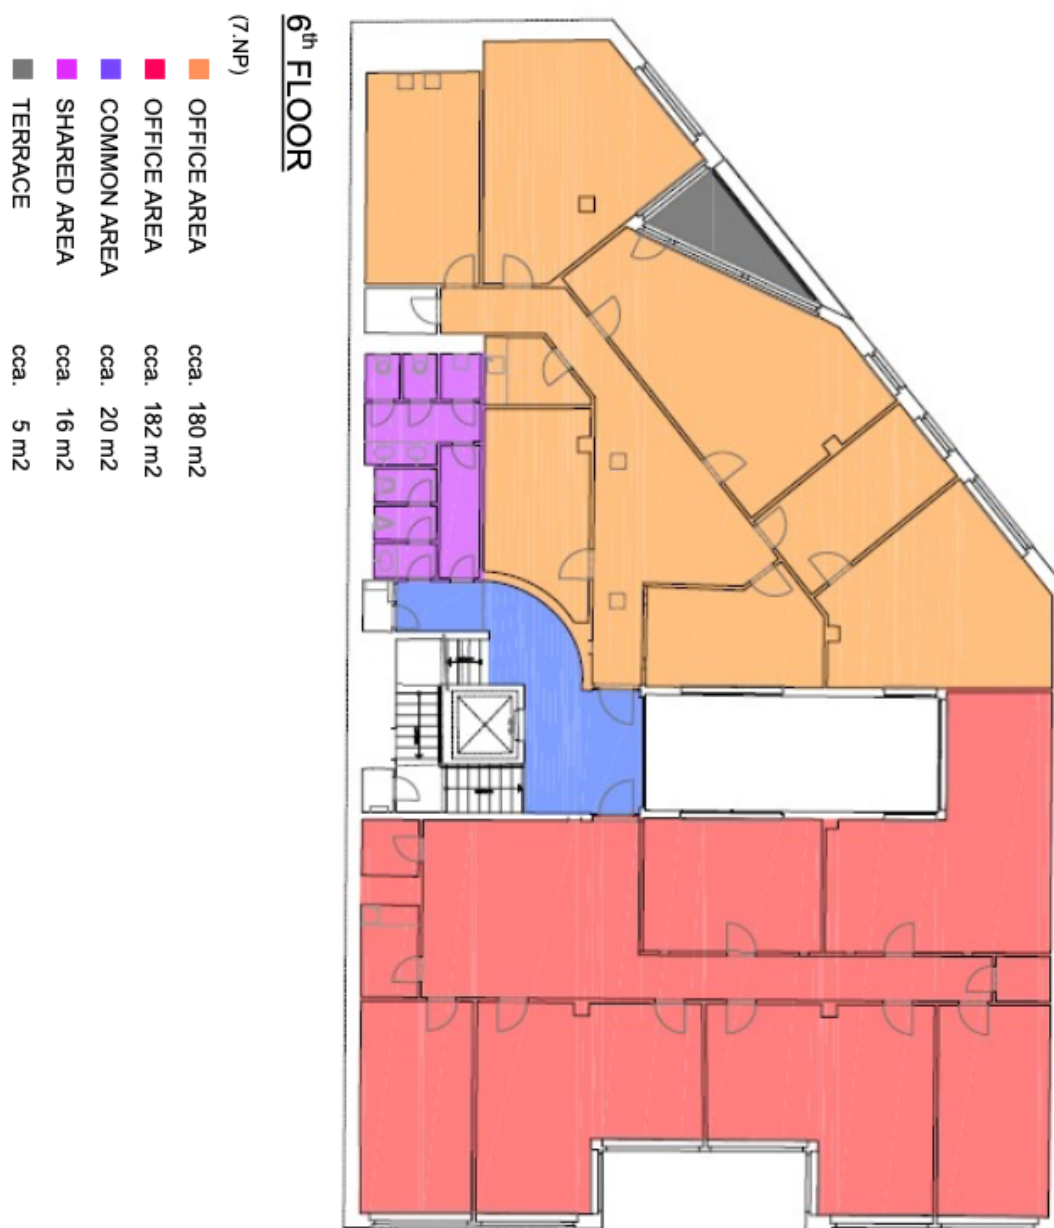 6th FLOOR
(7.NP)
OFFICE AREA cca. 180 m2
OFFICE AREA cca. 182 m2
COMMON AREA cca. 20 m2
SHARED AREA cca. 16 m2
TERRACE cca. 5 m2